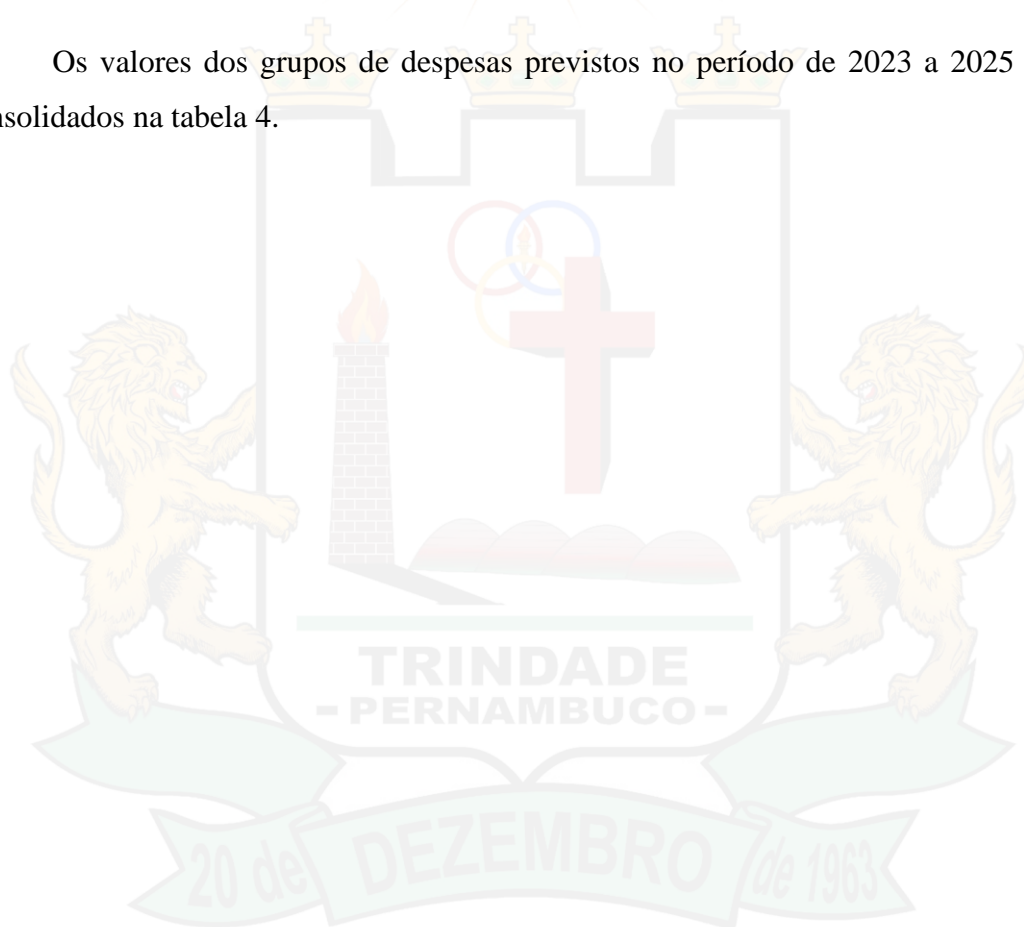 Os valores dos grupos de despesas previstos no período de 2023 a 2025
nsolidados na tabela 4.
TRINDADE
- PERNAMBUCO -
20 de DEZEMBRO de 1963